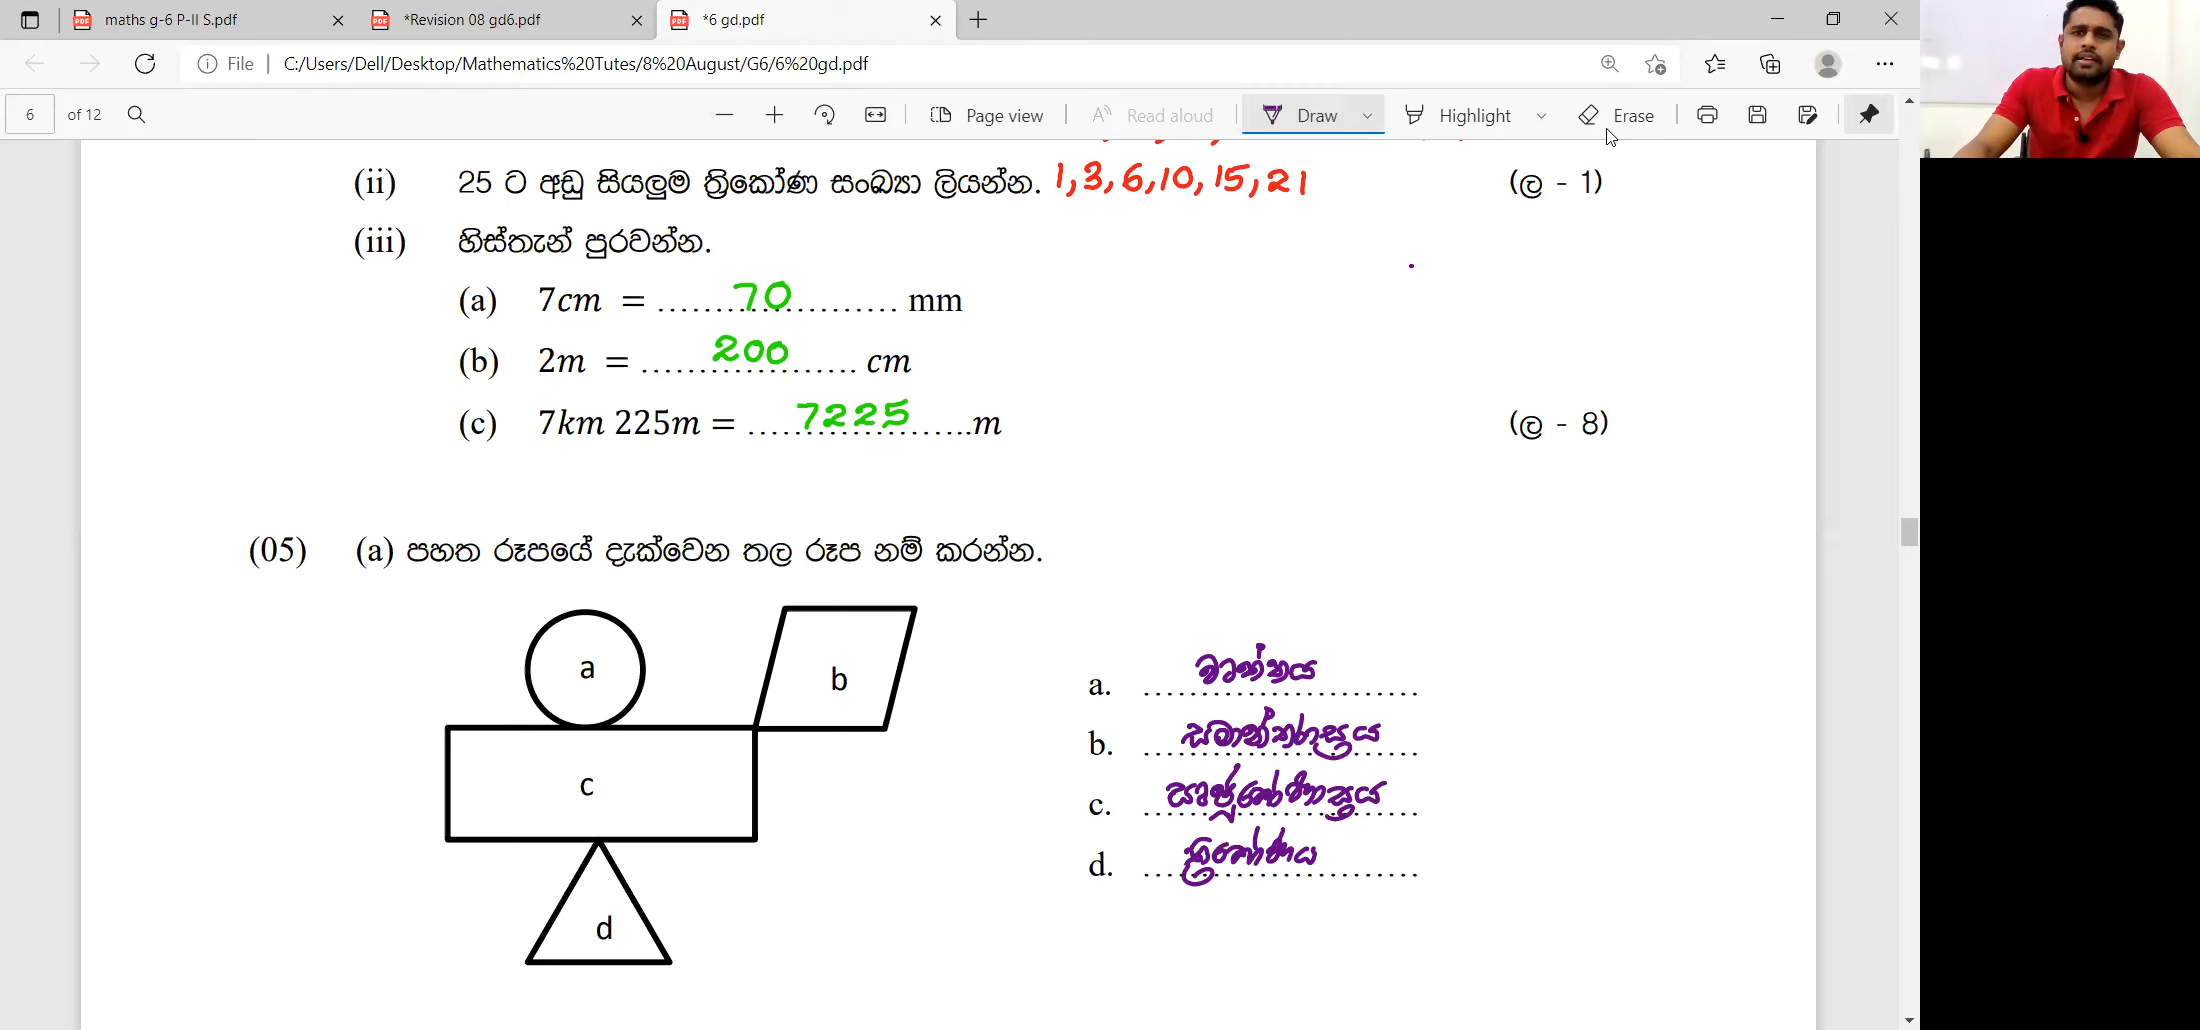 maths g-6 P-II S.pdf
*Revision 08 gd6.pdf
*6 gd.pdf
File C:/Users/Dell/Desktop/Mathematics%20Tutes/8%20August/G6/6%20gd.pdf
6 of 12 Page view Read aloud Draw Highlight Erase
(ii) 25 ට අඩු සියලුම ත්‍රිකෝණ සංඛ්‍යා ලියන්න. 1, 3, 6, 10, 15, 21 (ල - 1)
(iii) හිස්තැන් පුරවන්න.
(a) 7cm = .......70........... mm
(b) 2m = .......200........... cm
(c) 7km 225m = .......7225...........m (ල - 8)
(05) (a) පහත රූපයේ දැක්වෙන තල රූප නම් කරන්න.
a
b
c
d
a. වෘත්තය
b. සමාන්තරාස්‍රය
c. සෘජුකෝණාස්‍රය
d. ත්‍රිකෝණය